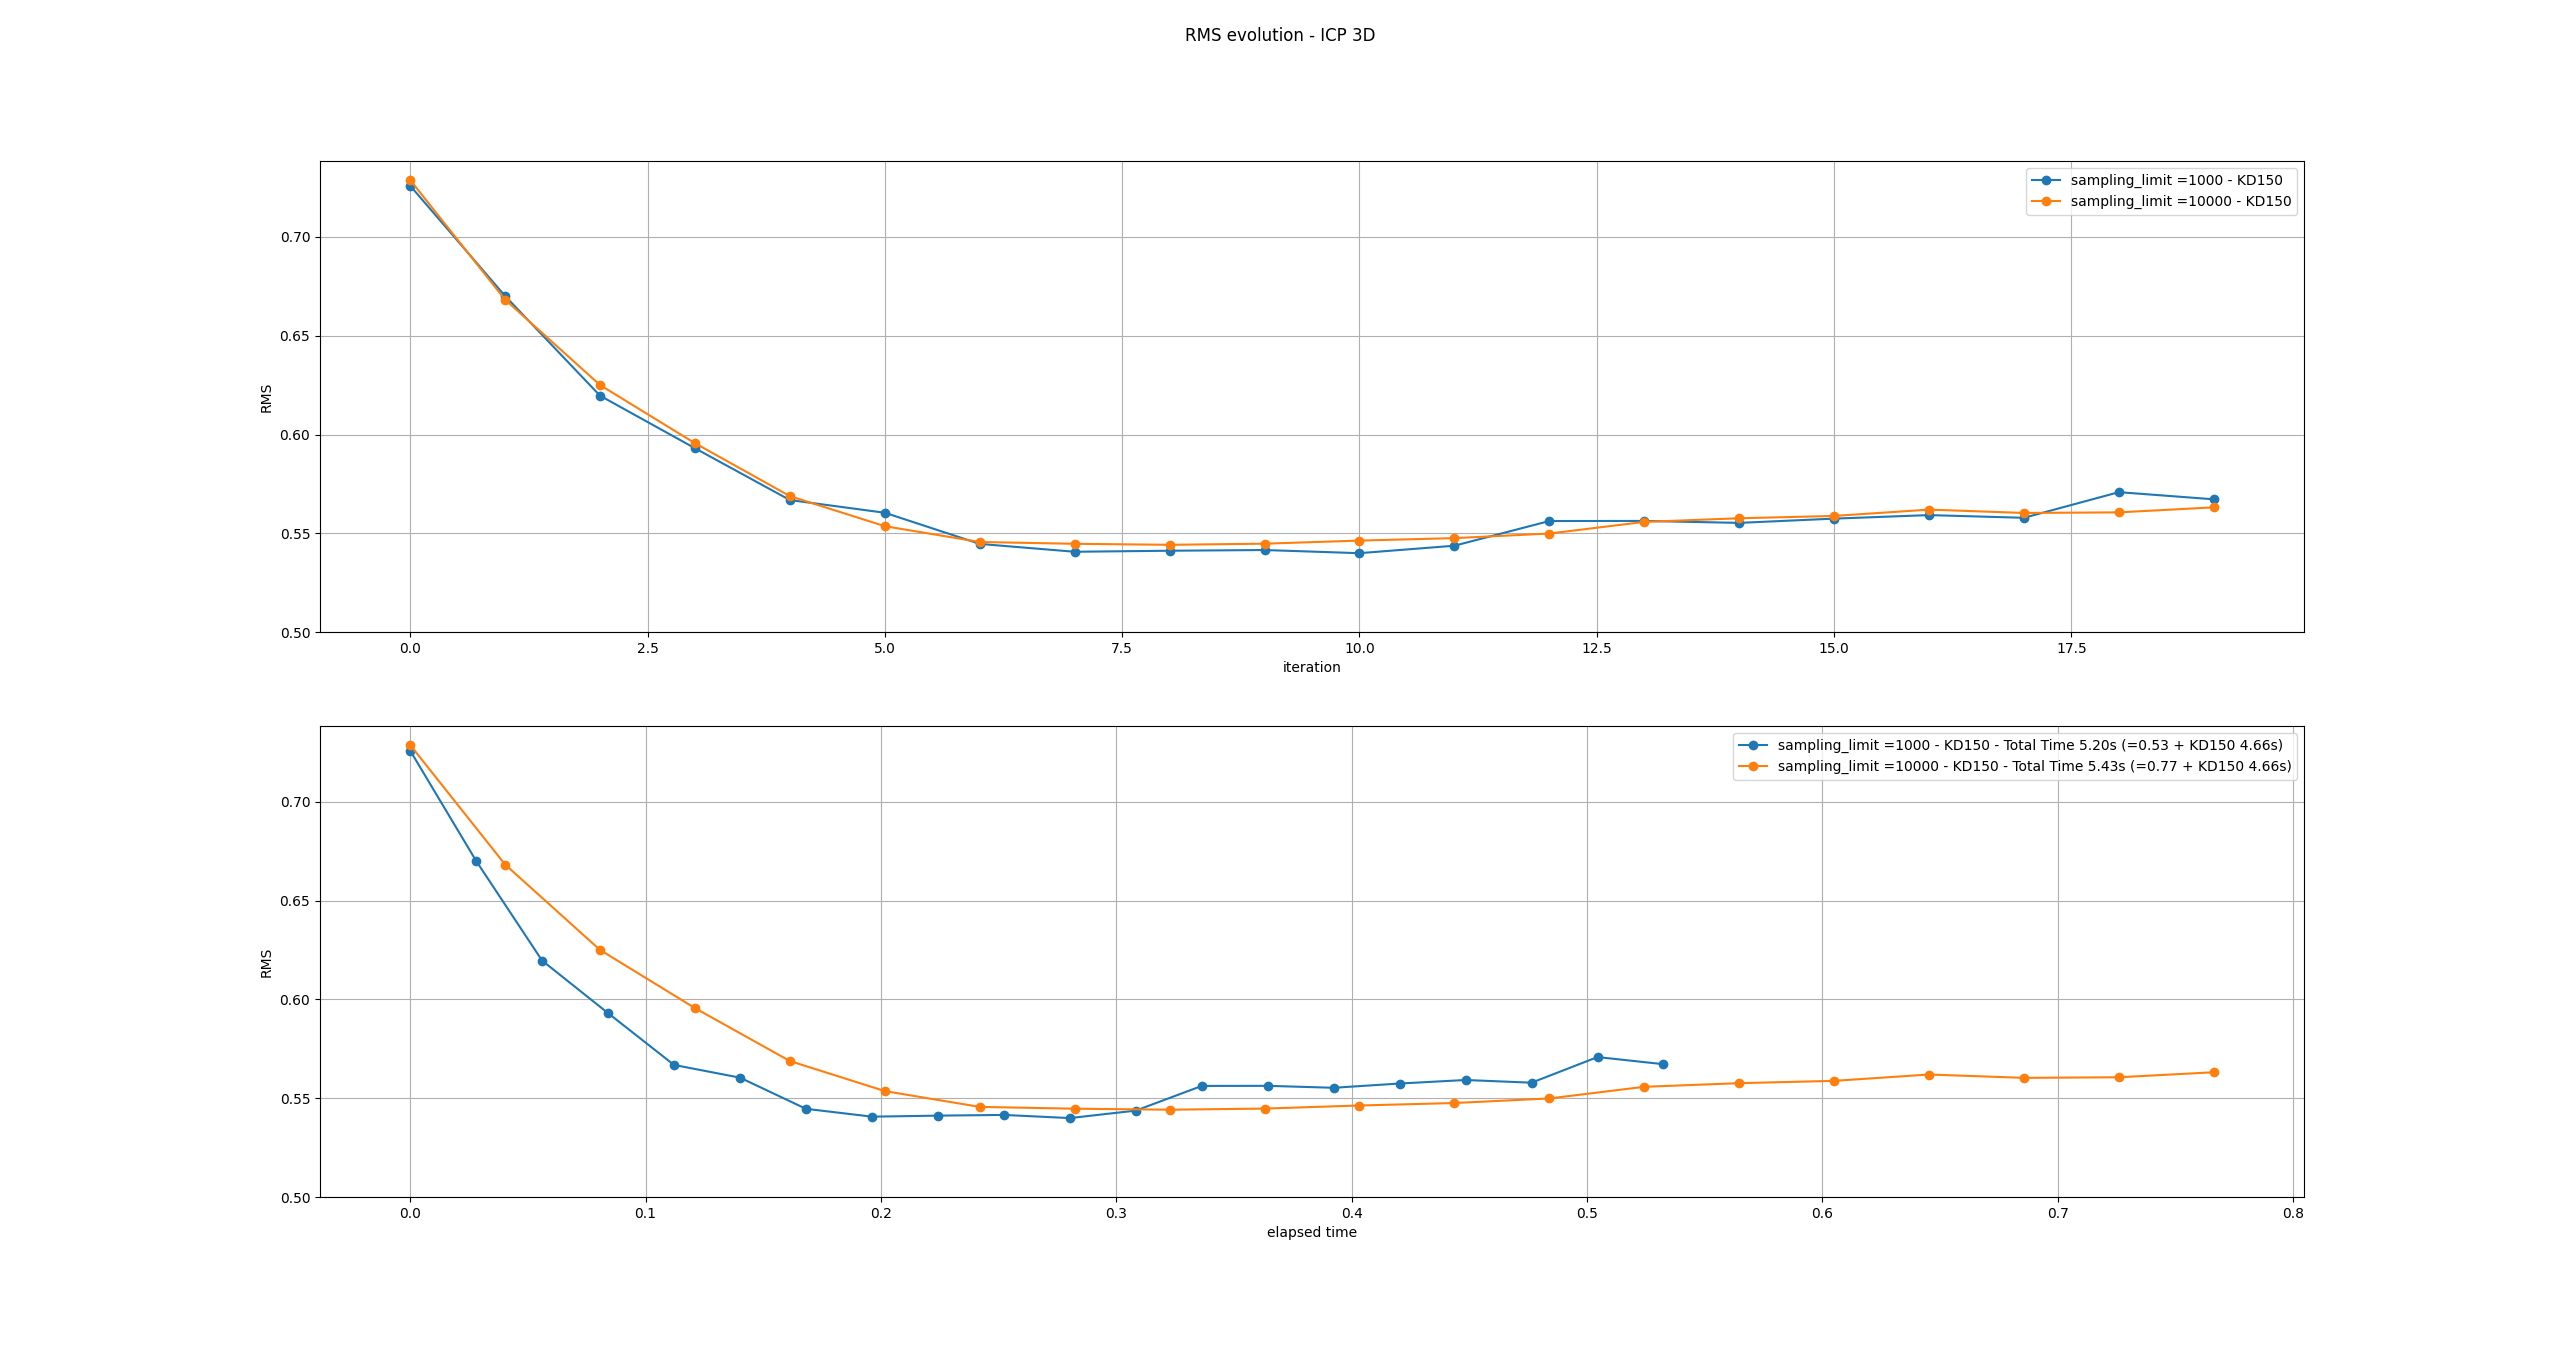 RMS evolution - ICP 3D
sampling_limit =1000 - KD150
sampling_limit =10000 - KD150
0.70
0.65
0.60
0.55
0.50
RMS
0.0 2.5 5.0 7.5 10.0 12.5 15.0 17.5
iteration
sampling_limit =1000 - KD150 - Total Time 5.20s (=0.53 + KD150 4.66s)
sampling_limit =10000 - KD150 - Total Time 5.43s (=0.77 + KD150 4.66s)
0.70
0.65
0.60
0.55
0.50
RMS
0.0 0.1 0.2 0.3 0.4 0.5 0.6 0.7 0.8
elapsed time